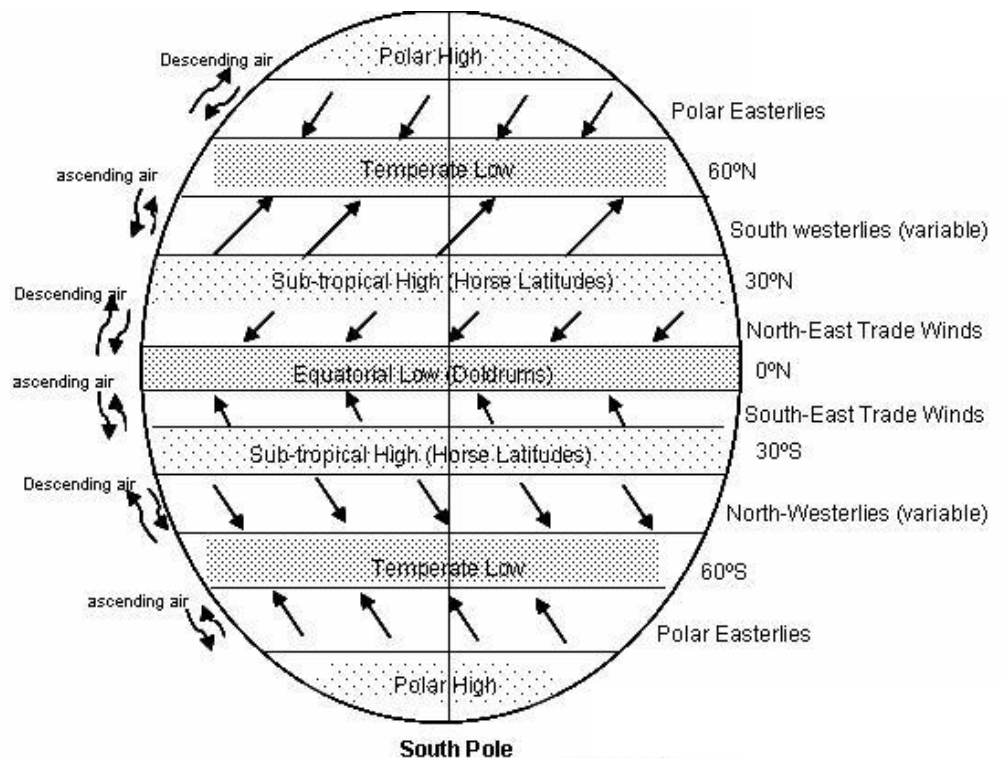 Descending air
Polar High
Polar Easterlies
Temperate Low
60ºN
ascending air
South westerlies (variable)
Sub-tropical High (Horse Latitudes)
30ºN
Descending air
North-East Trade Winds
Equatorial Low (Doldrums)
0ºN
ascending air
South-East Trade Winds
Sub-tropical High (Horse Latitudes)
30ºS
Descending air
North-Westerlies (variable)
Temperate Low
60ºS
ascending air
Polar Easterlies
Polar High
South Pole